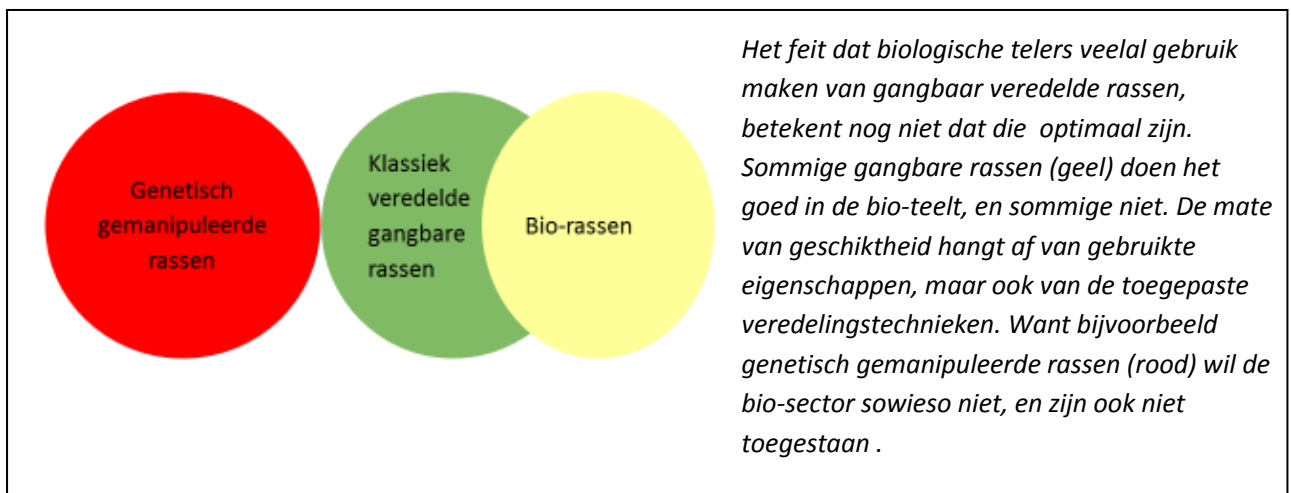 Genetisch
gemanipuleerde
rassen
Klassiek
veredelde
gangbare
rassen
Bio-rassen
Het feit dat biologische telers veelal gebruik
maken van gangbaar veredelde rassen,
betekent nog niet dat die  optimaal zijn.
Sommige gangbare rassen (geel) doen het
goed in de bio-teelt, en sommige niet. De mate
van geschiktheid hangt af van gebruikte
eigenschappen, maar ook van de toegepaste
veredelingstechnieken. Want bijvoorbeeld
genetisch gemanipuleerde rassen (rood) wil de
bio-sector sowieso niet, en zijn ook niet
toegestaan .